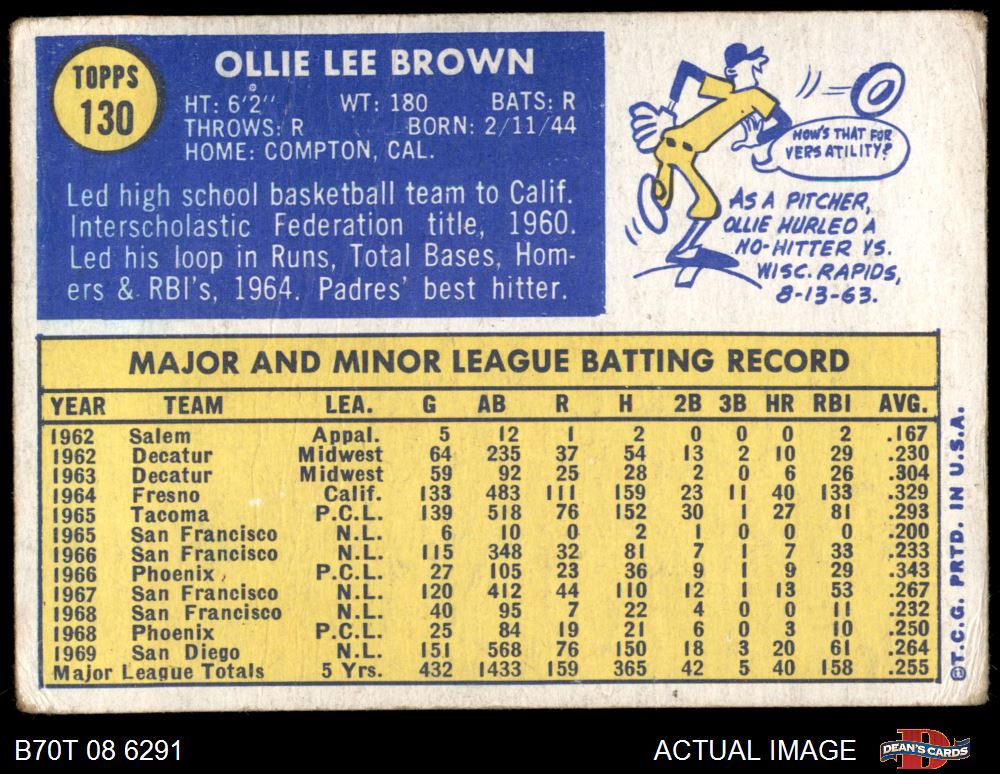 TOPPS
130
OLLIE LEE BROWN
HT: 6'2" WT: 180 BATS: R
THROWS: R BORN: 2/11/44
HOME: COMPTON, CAL.
Led high school basketball team to Calif.
Interscholastic Federation title, 1960.
Led his loop in Runs, Total Bases, Hom-
ers & RBI's, 1964. Padres' best hitter.
HOW'S THAT FOR
VERSATILITY?
AS A PITCHER,
OLLIE HURLED A
NO-HITTER VS.
WISC. RAPIDS,
8-13-63.
MAJOR AND MINOR LEAGUE BATTING RECORD
YEAR TEAM LEA. G AB R H 2B 3B HR RBI AVG.
1962 Salem Appal. 5 12 1 2 0 0 0 2 .167
1962 Decatur Midwest 64 235 37 54 13 2 10 29 .230
1963 Decatur Midwest 59 92 25 28 2 0 6 26 .304
1964 Fresno Calif. 133 483 111 159 23 11 40 133 .329
1965 Tacoma P.C.L. 139 518 76 152 30 1 27 81 .293
1965 San Francisco N.L. 6 10 0 2 1 0 0 0 .200
1966 San Francisco N.L. 115 348 32 81 7 1 7 33 .233
1966 Phoenix P.C.L. 27 105 23 36 9 1 9 29 .343
1967 San Francisco N.L. 120 412 44 110 12 1 13 53 .267
1968 San Francisco N.L. 40 95 7 22 4 0 0 11 .232
1968 Phoenix P.C.L. 25 84 19 21 6 0 3 10 .250
1969 San Diego N.L. 151 568 76 150 18 3 20 61 .264
Major League Totals 5 Yrs. 432 1433 159 365 42 5 40 158 .255
©T.C.G. PRTD. IN U.S.A.
B70T 08 6291
ACTUAL IMAGE
D
DEAN'S CARDS